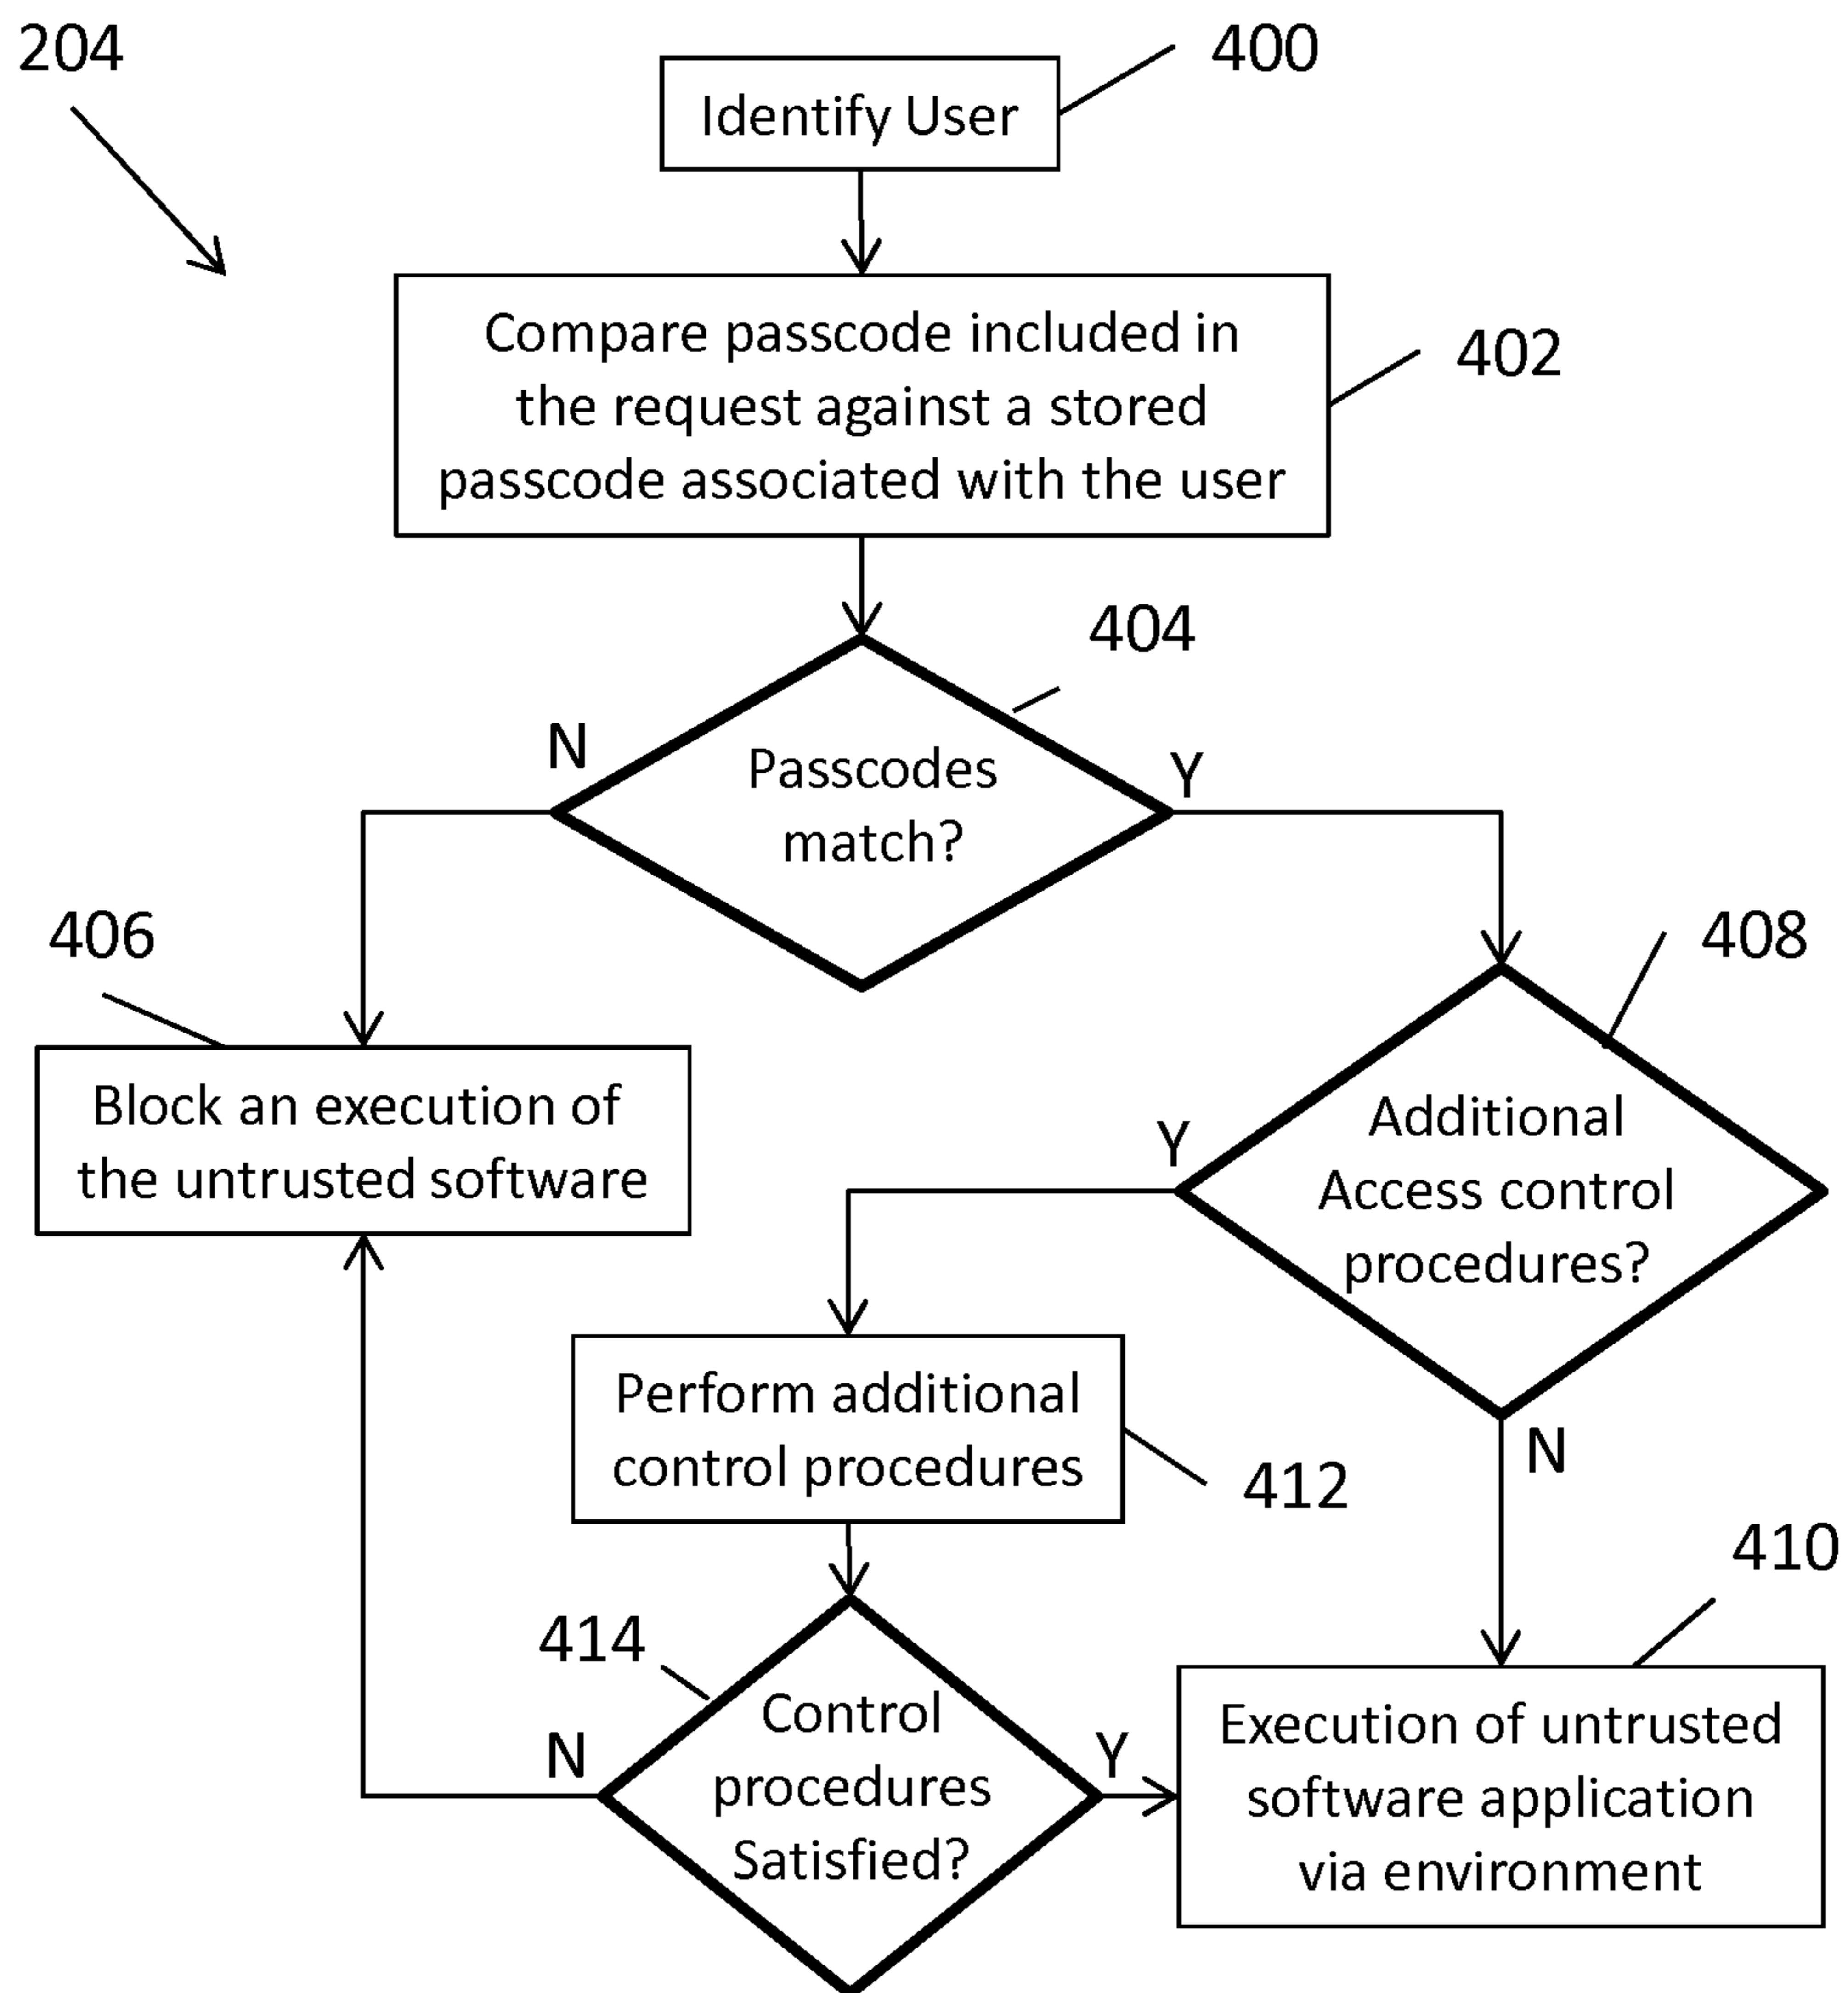 204
400
Identify User
Compare passcode included in
the request against a stored
passcode associated with the user
402
404
N
Passcodes
match?
Y
406
408
Block an execution of
the untrusted software
Y
Additional
Access control
procedures?
Perform additional
control procedures
412
N
410
414
N
Control
procedures
Satisfied?
Y
Execution of untrusted
software application
via environment